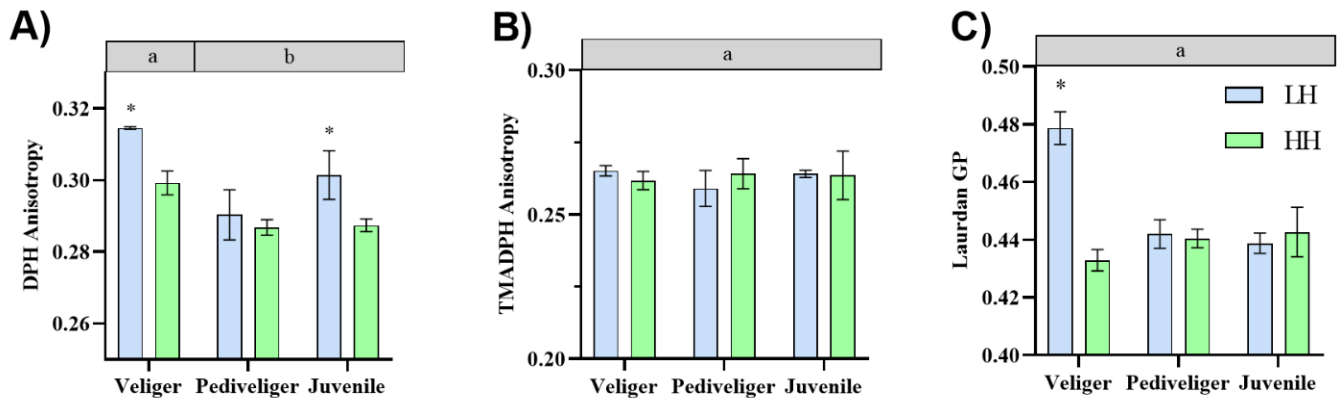 A)
a b
DPH Anisotropy
0.32
0.30
0.28
0.26
*
*
Veliger Pediveliger Juvenile
B)
a
TMADPH Anisotropy
0.30
0.25
0.20
Veliger Pediveliger Juvenile
C)
a
Laurdan GP
0.50
0.48
0.46
0.44
0.42
0.40
*
LH
HH
Veliger Pediveliger Juvenile